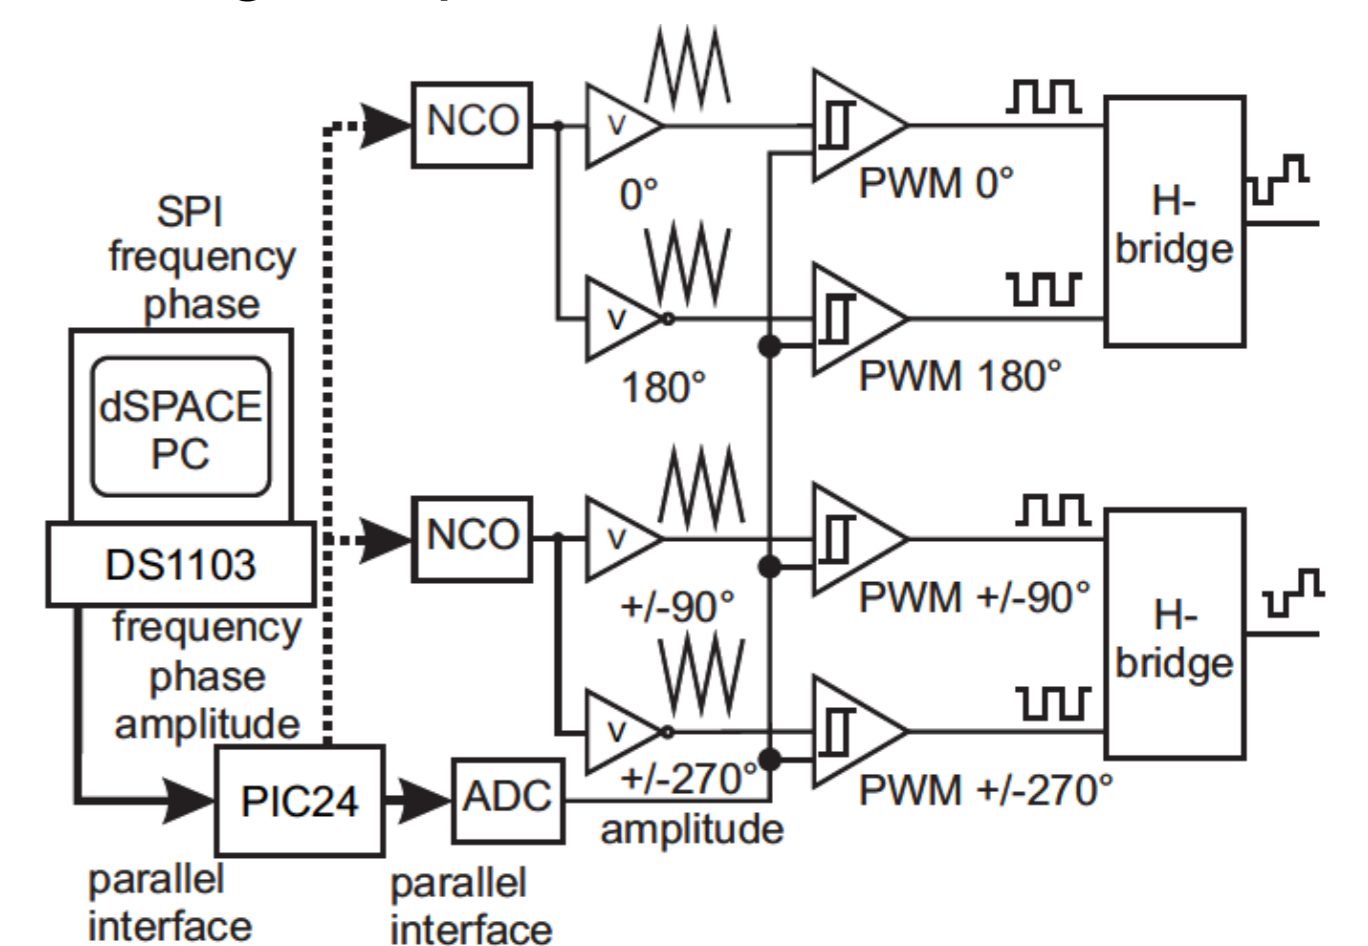 NCO
v
0°
PWM 0°
H-
bridge
SPI
frequency
phase
v
180°
PWM 180°
dSPACE
PC
DS1103
NCO
v
+/-90°
PWM +/-90°
H-
bridge
frequency
phase
amplitude
v
+/-270°
PWM +/-270°
PIC24
ADC
amplitude
parallel
interface
parallel
interface